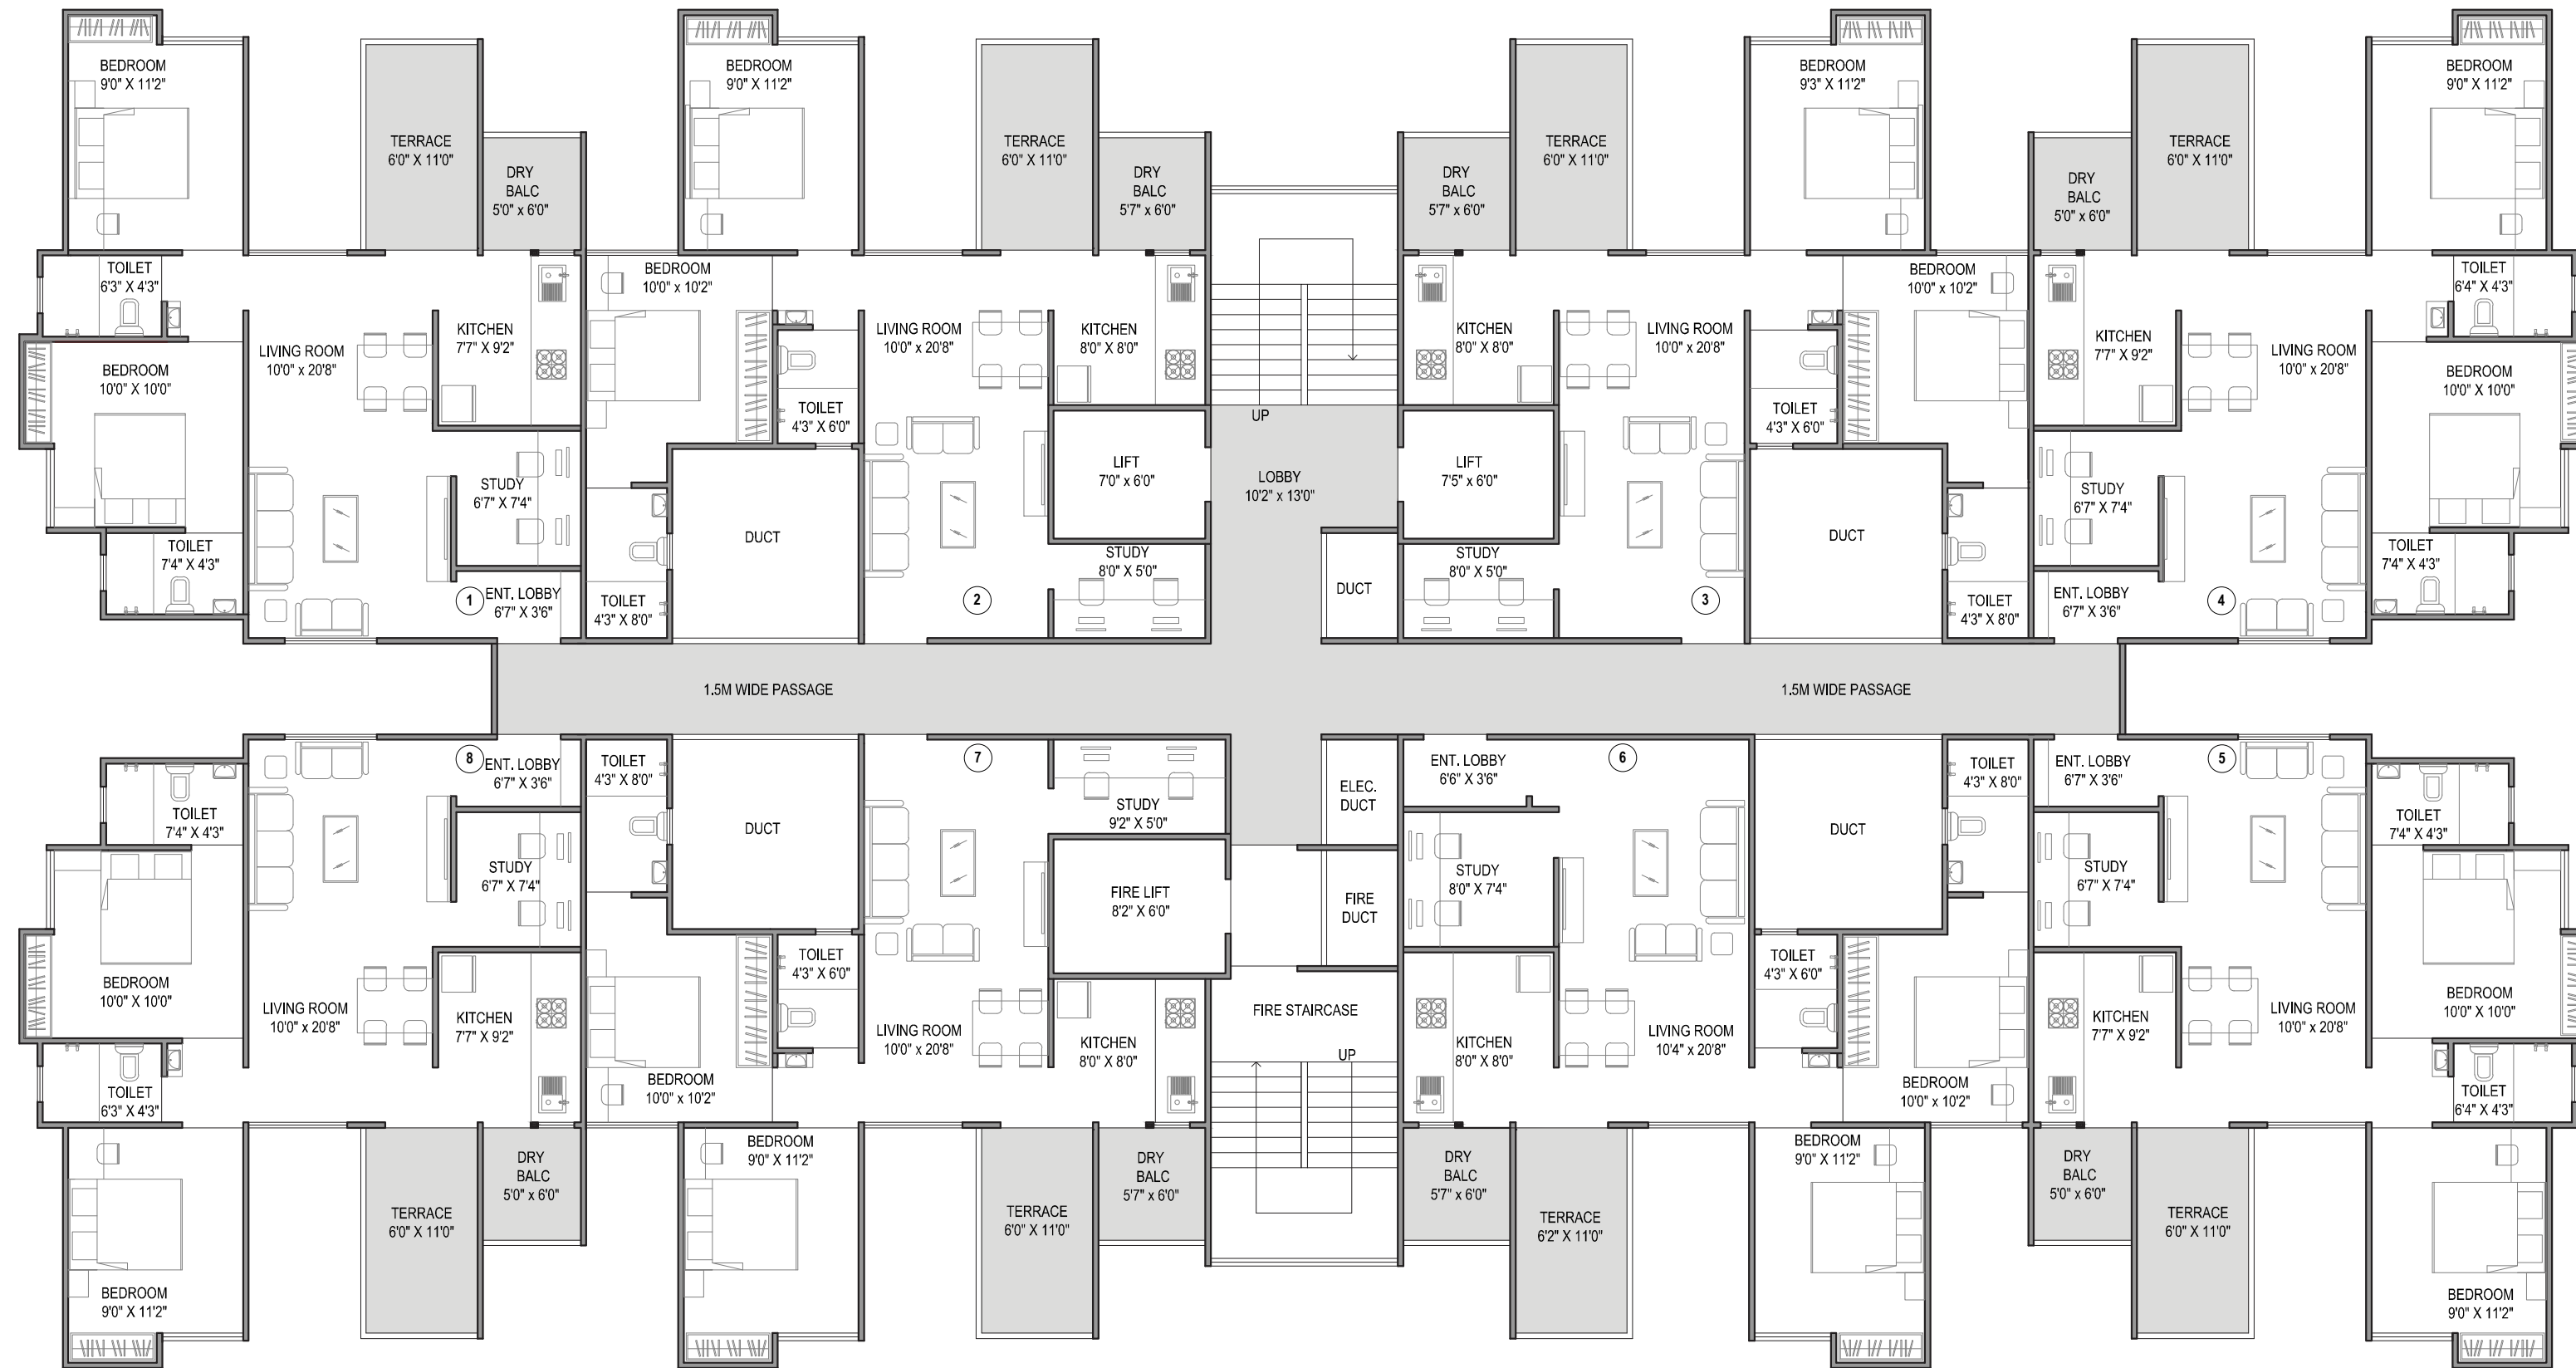 BEDROOM
9'0" X 11'2"
BEDROOM
9'0" X 11'2"
BEDROOM
9'3" X 11'2"
BEDROOM
9'0" X 11'2"
TERRACE
6'0" X 11'0"
TERRACE
6'0" X 11'0"
TERRACE
6'0" X 11'0"
TERRACE
6'0" X 11'0"
DRY
BALC
5'0" x 6'0"
DRY
BALC
5'7" x 6'0"
DRY
BALC
5'7" x 6'0"
DRY
BALC
5'0" x 6'0"
TOILET
6'3" X 4'3"
BEDROOM
10'0" x 10'2"
BEDROOM
10'0" x 10'2"
TOILET
6'4" X 4'3"
LIVING ROOM
10'0" x 20'8"
KITCHEN
7'7" X 9'2"
LIVING ROOM
10'0" x 20'8"
KITCHEN
8'0" X 8'0"
KITCHEN
8'0" X 8'0"
LIVING ROOM
10'0" x 20'8"
KITCHEN
7'7" X 9'2"
LIVING ROOM
10'0" x 20'8"
BEDROOM
10'0" X 10'0"
TOILET
4'3" X 6'0"
UP
TOILET
4'3" X 6'0"
BEDROOM
10'0" X 10'0"
STUDY
6'7" X 7'4"
LIFT
7'0" x 6'0"
LOBBY
10'2" x 13'0"
LIFT
7'5" x 6'0"
STUDY
6'7" X 7'4"
TOILET
7'4" X 4'3"
DUCT
STUDY
8'0" X 5'0"
DUCT
STUDY
8'0" X 5'0"
DUCT
TOILET
7'4" X 4'3"
1
ENT. LOBBY
6'7" X 3'6"
TOILET
4'3" X 8'0"
2
3
TOILET
4'3" X 8'0"
ENT. LOBBY
6'7" X 3'6"
4
1.5M WIDE PASSAGE
1.5M WIDE PASSAGE
8
ENT. LOBBY
6'7" X 3'6"
TOILET
4'3" X 8'0"
7
ENT. LOBBY
6'6" X 3'6"
6
TOILET
4'3" X 8'0"
ENT. LOBBY
6'7" X 3'6"
5
TOILET
7'4" X 4'3"
DUCT
STUDY
9'2" X 5'0"
ELEC.
DUCT
DUCT
TOILET
7'4" X 4'3"
STUDY
6'7" X 7'4"
FIRE LIFT
8'2" X 6'0"
FIRE
DUCT
STUDY
8'0" X 7'4"
STUDY
6'7" X 7'4"
BEDROOM
10'0" X 10'0"
TOILET
4'3" X 6'0"
TOILET
4'3" X 6'0"
BEDROOM
10'0" X 10'0"
LIVING ROOM
10'0" x 20'8"
KITCHEN
7'7" X 9'2"
LIVING ROOM
10'0" x 20'8"
KITCHEN
8'0" X 8'0"
FIRE STAIRCASE
UP
KITCHEN
8'0" X 8'0"
LIVING ROOM
10'4" x 20'8"
KITCHEN
7'7" X 9'2"
LIVING ROOM
10'0" x 20'8"
TOILET
6'3" X 4'3"
BEDROOM
10'0" x 10'2"
BEDROOM
10'0" x 10'2"
TOILET
6'4" X 4'3"
DRY
BALC
5'0" x 6'0"
BEDROOM
9'0" X 11'2"
DRY
BALC
5'7" x 6'0"
DRY
BALC
5'7" x 6'0"
BEDROOM
9'0" X 11'2"
DRY
BALC
5'0" x 6'0"
TERRACE
6'0" X 11'0"
TERRACE
6'0" X 11'0"
TERRACE
6'2" X 11'0"
TERRACE
6'0" X 11'0"
BEDROOM
9'0" X 11'2"
BEDROOM
9'0" X 11'2"